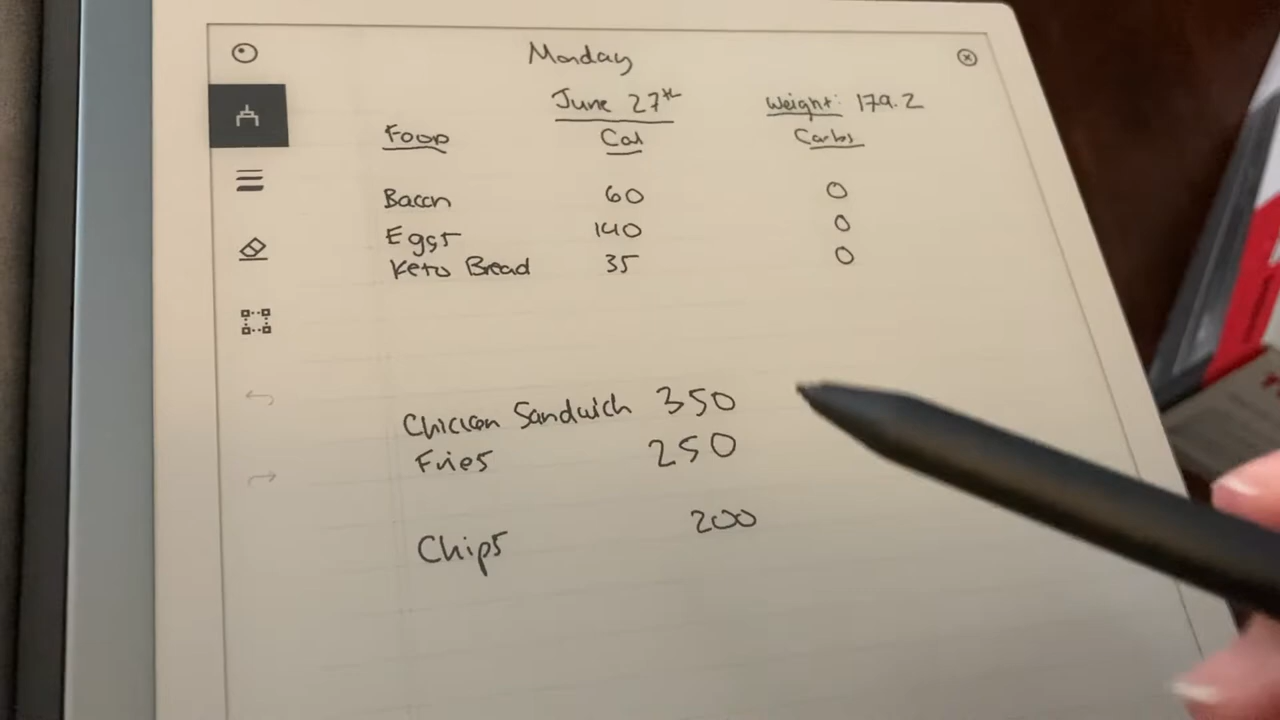 Monday
June 27th Weight: 179.2
Food Cal Carbs
Bacon 60 0
Eggs 140 0
Keto Bread 35 0
Chicken Sandwich 350
Fries 250
Chips 200